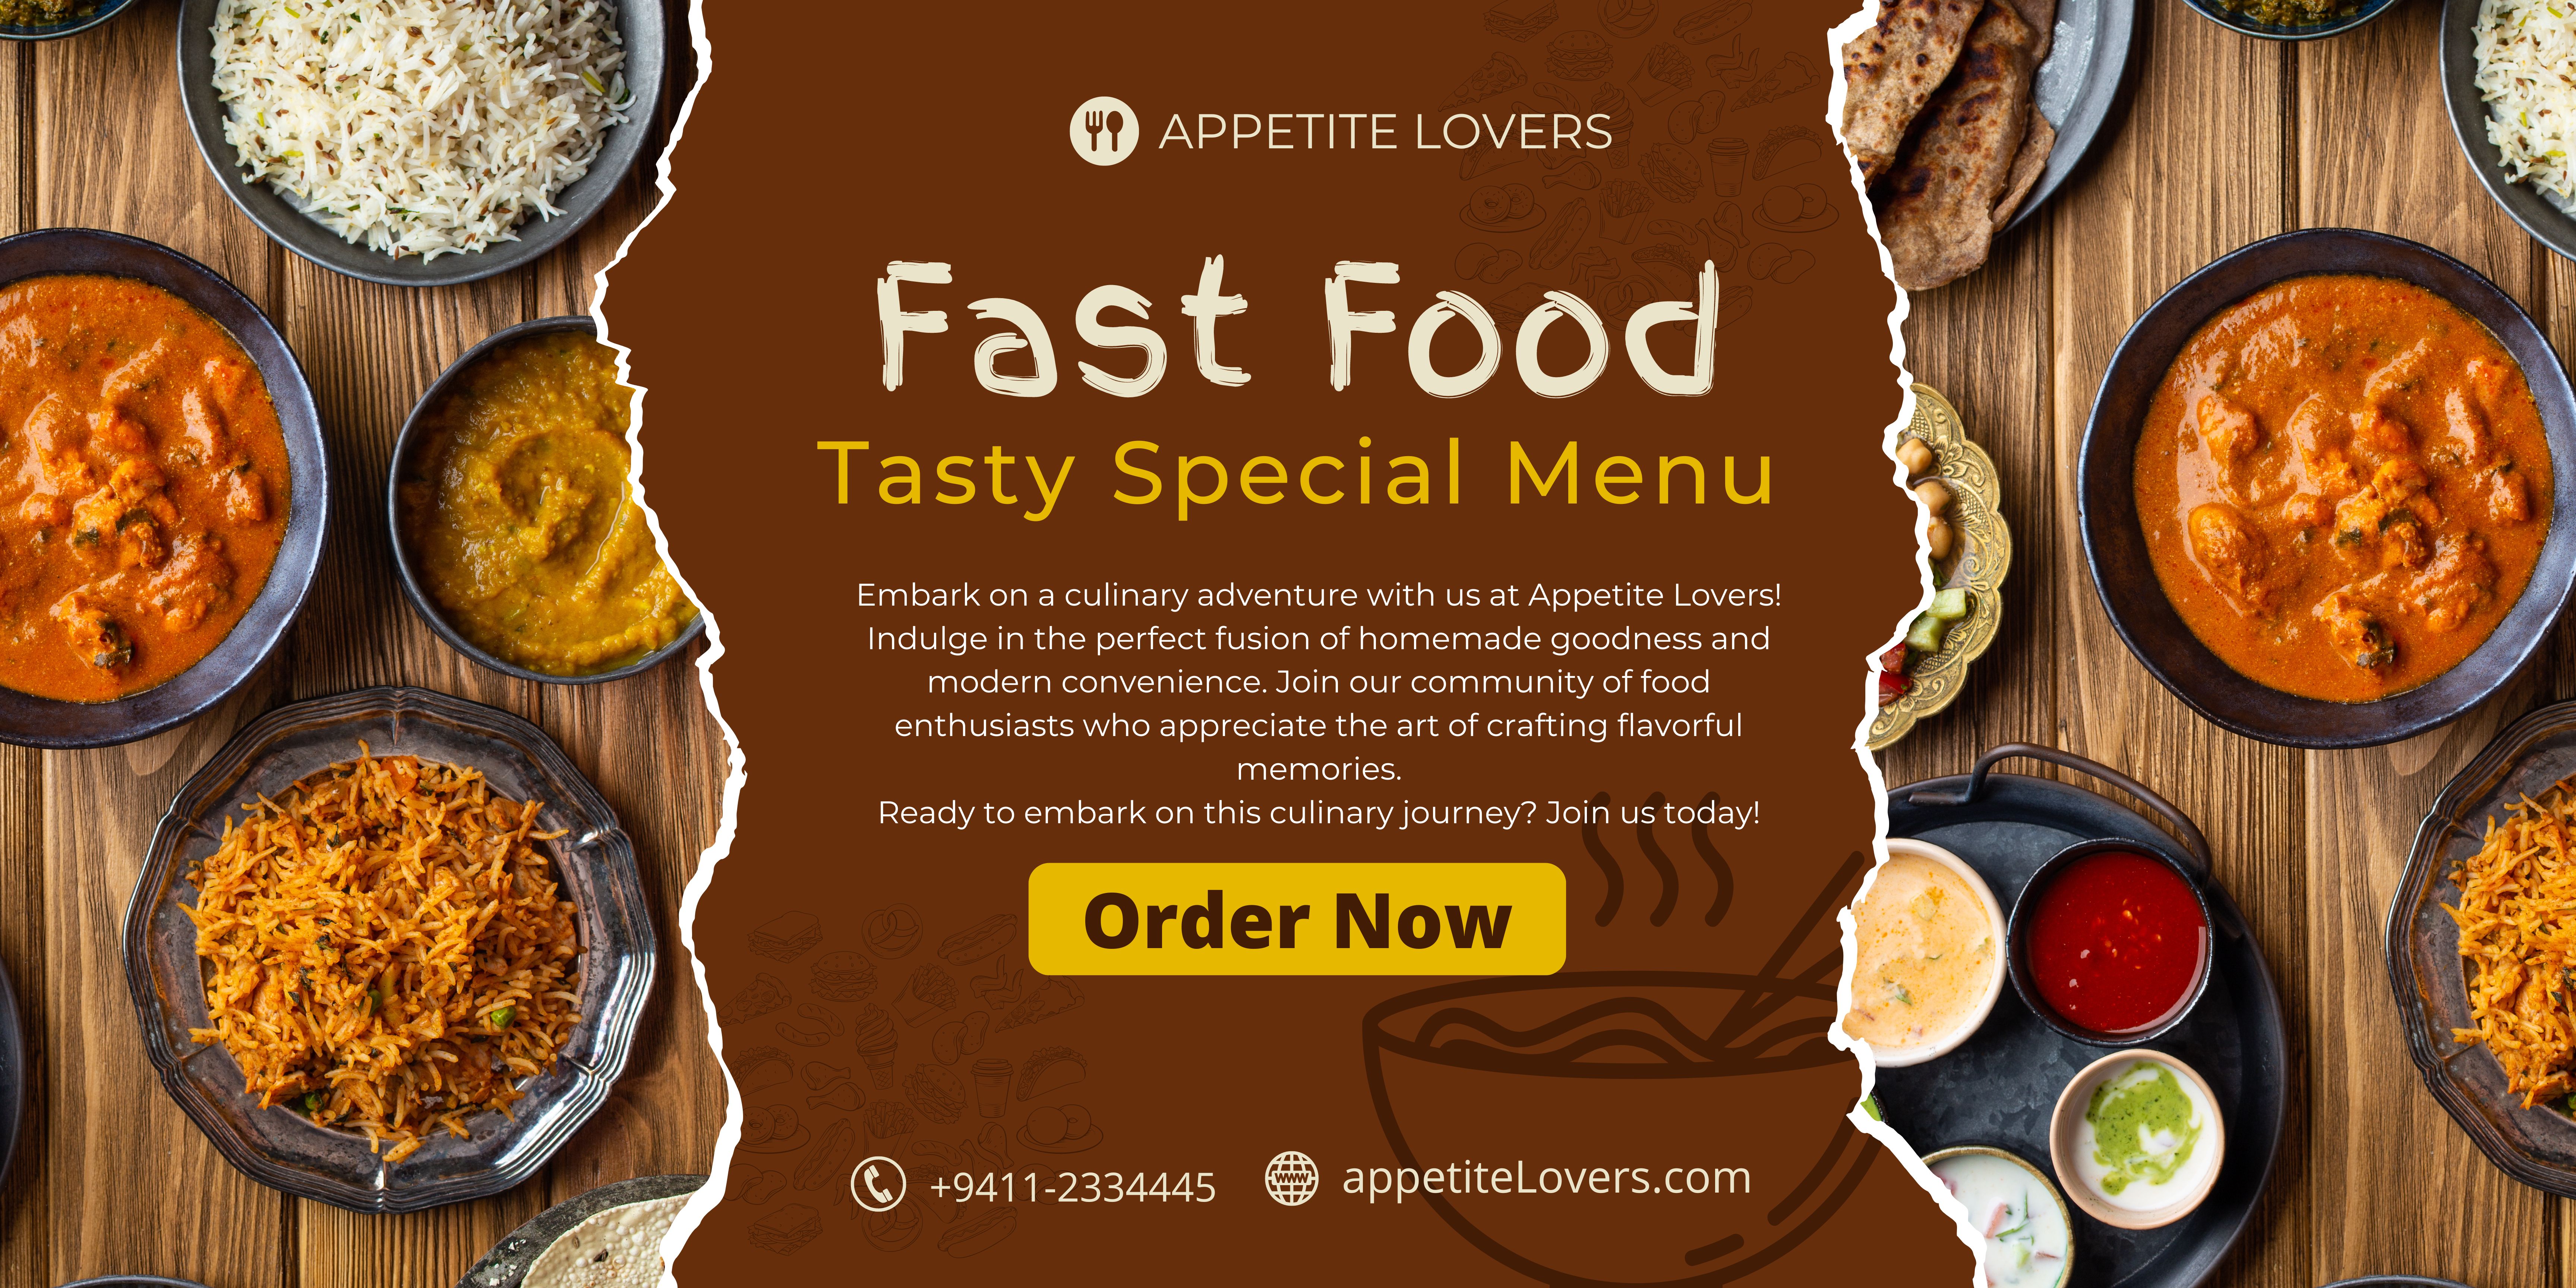 APPETITE LOVERS
Fast Food
Tasty Special Menu
Embark on a culinary adventure with us at Appetite Lovers!
Indulge in the perfect fusion of homemade goodness and
modern convenience. Join our community of food
enthusiasts who appreciate the art of crafting flavorful
memories.
Ready to embark on this culinary journey? Join us today!
Order Now
+9411-2334445
www
appetiteLovers.com